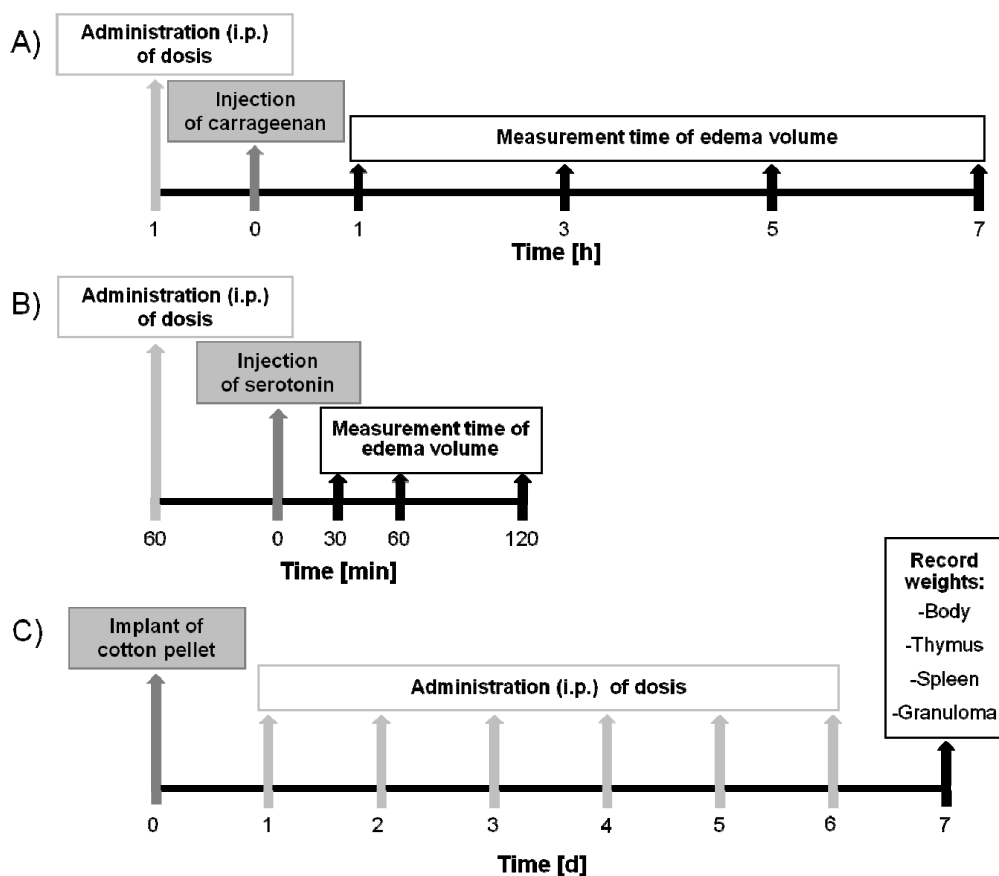 A)
Administration (i.p.)
of dosis
Injection
of carrageenan
Measurement time of edema volume
1 0 1 3 5 7
Time [h]
B)
Administration (i.p.)
of dosis
Injection
of serotonin
Measurement time of
edema volume
60 0 30 60 120
Time [min]
C)
Implant of
cotton pellet
Administration (i.p.) of dosis
Record
weights:
-Body
-Thymus
-Spleen
-Granuloma
0 1 2 3 4 5 6 7
Time [d]